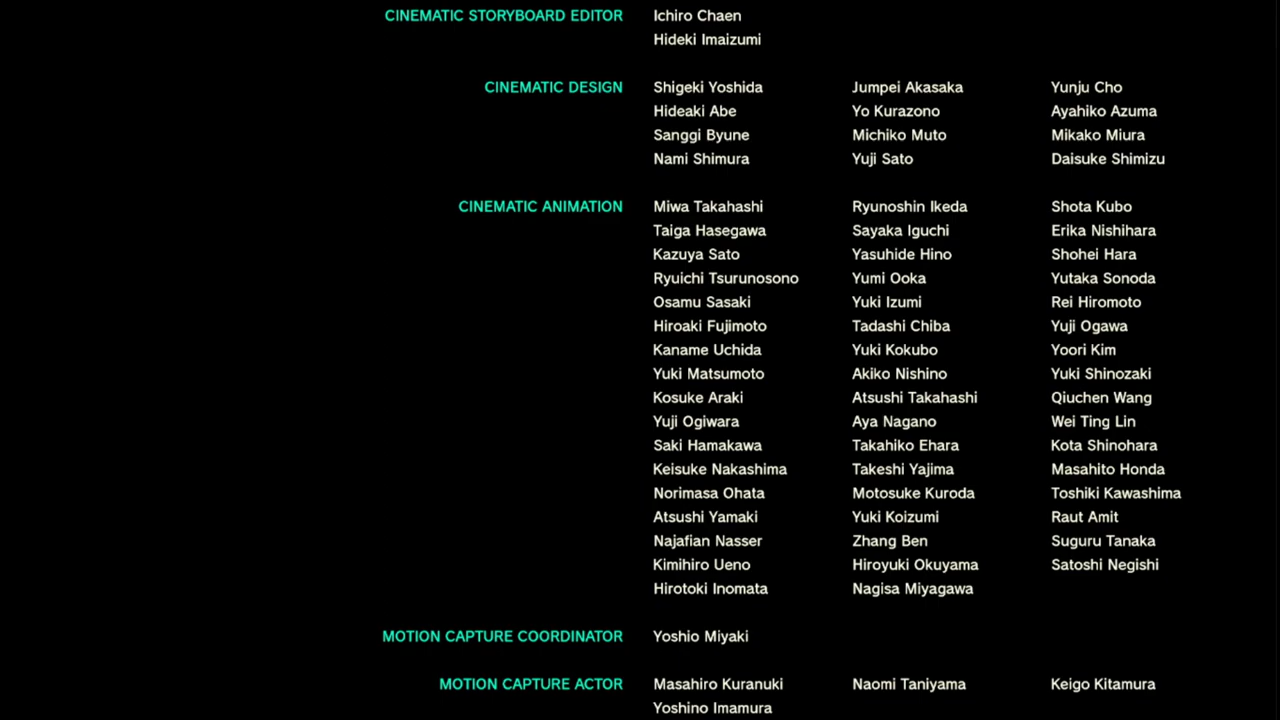 CINEMATIC STORYBOARD EDITOR Ichiro Chaen
Hideki Imaizumi
CINEMATIC DESIGN Shigeki Yoshida Jumpei Akasaka Yunju Cho
Hideaki Abe Yo Kurazono Ayahiko Azuma
Sanggi Byune Michiko Muto Mikako Miura
Nami Shimura Yuji Sato Daisuke Shimizu
CINEMATIC ANIMATION Miwa Takahashi Ryunoshin Ikeda Shota Kubo
Taiga Hasegawa Sayaka Iguchi Erika Nishihara
Kazuya Sato Yasuhide Hino Shohei Hara
Ryuichi Tsurunosono Yumi Ooka Yutaka Sonoda
Osamu Sasaki Yuki Izumi Rei Hiromoto
Hiroaki Fujimoto Tadashi Chiba Yuji Ogawa
Kaname Uchida Yuki Kokubo Yoori Kim
Yuki Matsumoto Akiko Nishino Yuki Shinozaki
Kosuke Araki Atsushi Takahashi Qiuchen Wang
Yuji Ogiwara Aya Nagano Wei Ting Lin
Saki Hamakawa Takahiko Ehara Kota Shinohara
Keisuke Nakashima Takeshi Yajima Masahito Honda
Norimasa Ohata Motosuke Kuroda Toshiki Kawashima
Atsushi Yamaki Yuki Koizumi Raut Amit
Najafian Nasser Zhang Ben Suguru Tanaka
Kimihiro Ueno Hiroyuki Okuyama Satoshi Negishi
Hirotoki Inomata Nagisa Miyagawa
MOTION CAPTURE COORDINATOR Yoshio Miyaki
MOTION CAPTURE ACTOR Masahiro Kuranuki Naomi Taniyama Keigo Kitamura
Yoshino Imamura